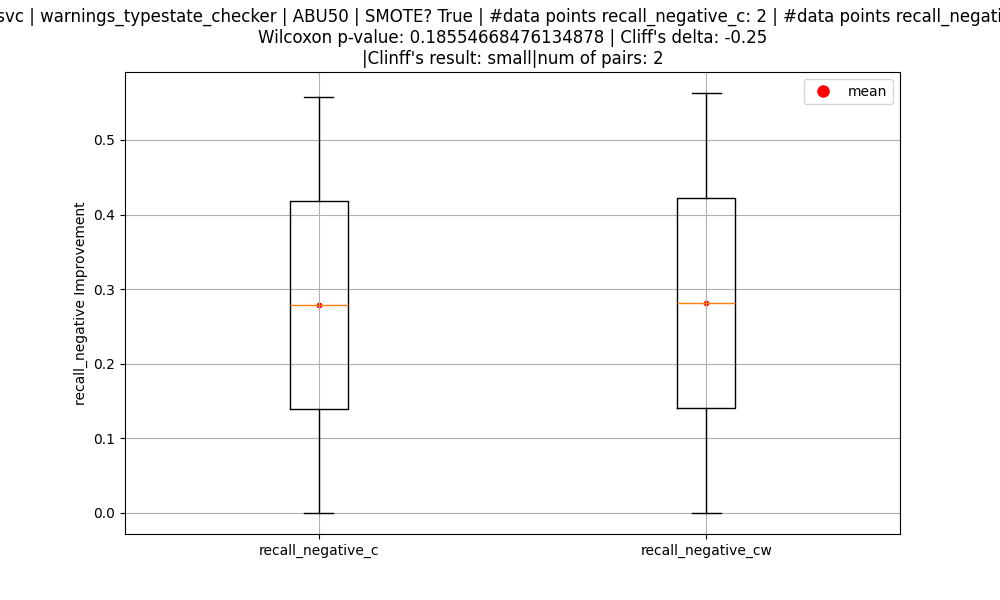 svc | warnings_typestate_checker | ABU50 | SMOTE? True | #data points recall_negative_c: 2 | #data points
Wilcoxon p-value: 0.18554668476134878 | Cliff's delta: -0.25
|Clinff's result: small|num of pairs: 2
mean
recall_negative Improvement
0.5
0.4
0.3
0.2
0.1
0.0
recall_negative_c
recall_negative_cw